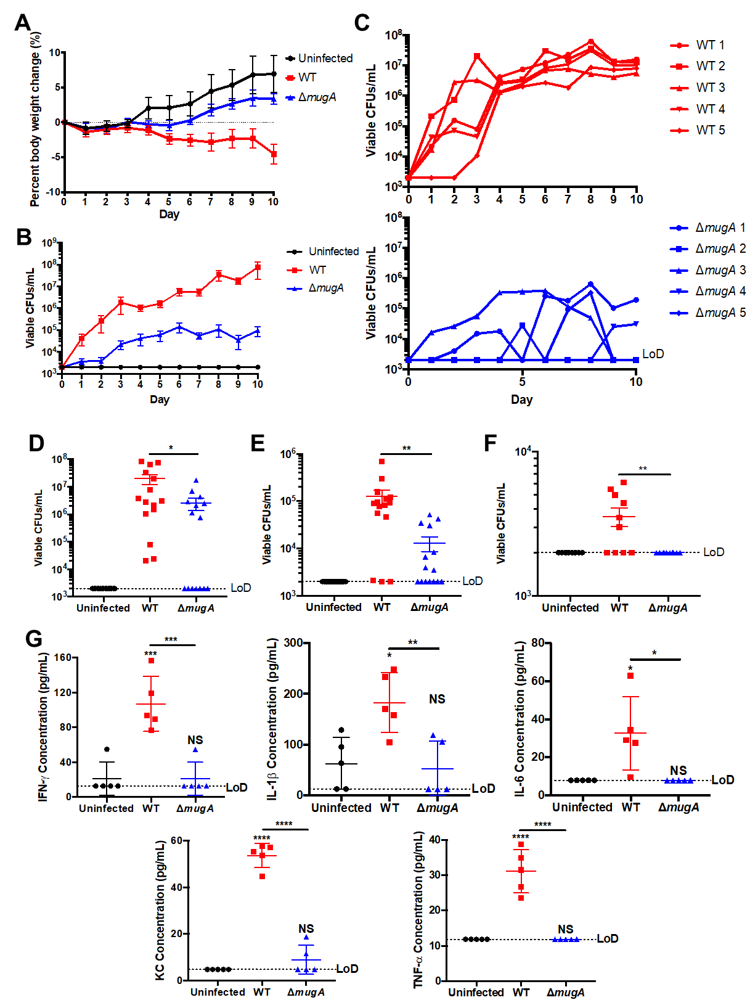 A
Percent body weight change (%)
10
5
0
-5
-10
0 1 2 3 4 5 6 7 8 9 10
Day
Uninfected
WT
ΔmugA
B
Viable CFUs/mL
10⁹
10⁸
10⁷
10⁶
10⁵
10⁴
10³
0 1 2 3 4 5 6 7 8 9 10
Day
Uninfected
WT
ΔmugA
C
Viable CFUs/mL
10⁸
10⁷
10⁶
10⁵
10⁴
10³
0 1 2 3 4 5 6 7 8 9 10
WT 1
WT 2
WT 3
WT 4
WT 5
Viable CFUs/mL
10⁸
10⁷
10⁶
10⁵
10⁴
10³
LoD
0 5 10
Day
ΔmugA 1
ΔmugA 2
ΔmugA 3
ΔmugA 4
ΔmugA 5
D
Viable CFUs/mL
10⁸
10⁷
10⁶
10⁵
10⁴
10³
*
LoD
Uninfected WT ΔmugA
E
Viable CFUs/mL
10⁶
10⁵
10⁴
10³
**
LoD
Uninfected WT ΔmugA
F
Viable CFUs/mL
10⁴
10³
**
LoD
Uninfected WT ΔmugA
G
IFN-γ Concentration (pg/mL)
160
120
80
40
0
***
***
NS
LoD
Uninfected WT ΔmugA
IL-1β Concentration (pg/mL)
300
200
100
0
**
*
NS
LoD
Uninfected WT ΔmugA
IL-6 Concentration (pg/mL)
80
60
40
20
0
*
*
NS
LoD
Uninfected WT ΔmugA
KC Concentration (pg/mL)
60
40
20
0
****
****
NS
LoD
Uninfected WT ΔmugA
TNF-α Concentration (pg/mL)
40
30
20
10
0
****
****
NS
LoD
Uninfected WT ΔmugA